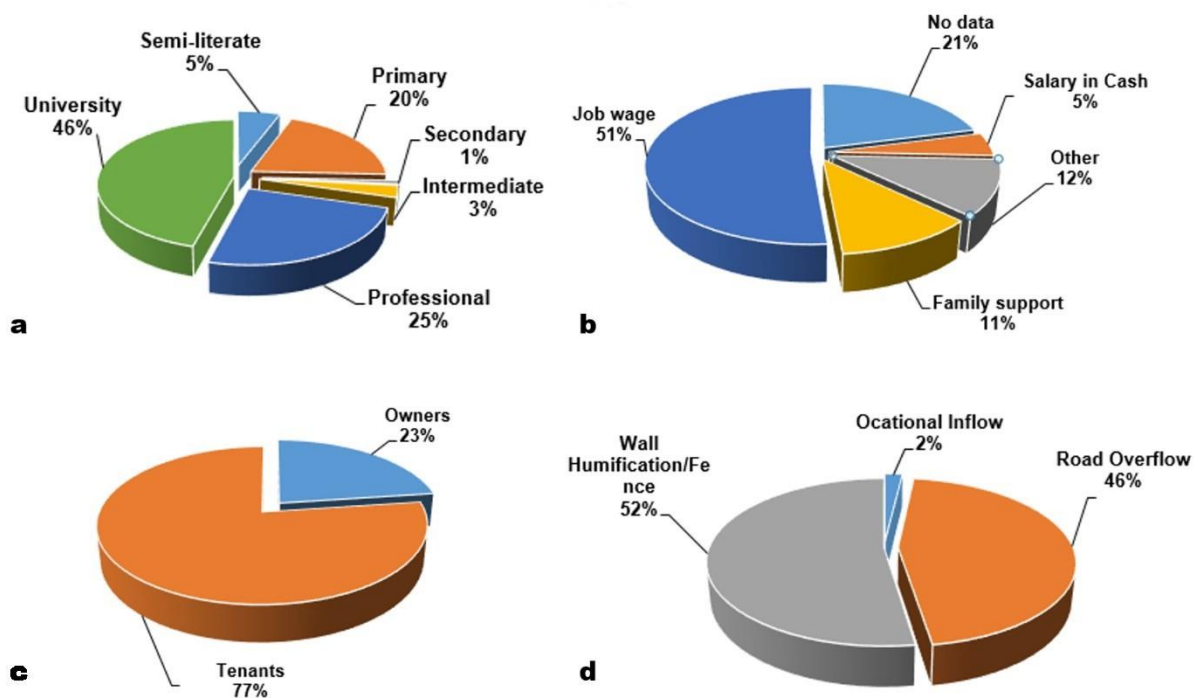 Semi-literate
5%
Primary
20%
University
46%
Secondary
1%
Intermediate
3%
Professional
25%
a
No data
21%
Salary in Cash
5%
Job wage
51%
Other
12%
Family support
11%
b
Owners
23%
Tenants
77%
c
Ocational Inflow
2%
Wall
Humification/Fe
nce
52%
Road Overflow
46%
d